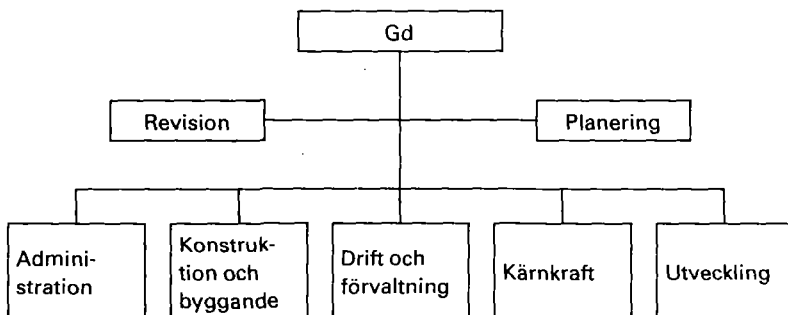 Gd
Revision
Planering
Admini-
stration
Konstruk-
tion och
byggande
Drift och
förvaltning
Kärnkraft
Utveckling